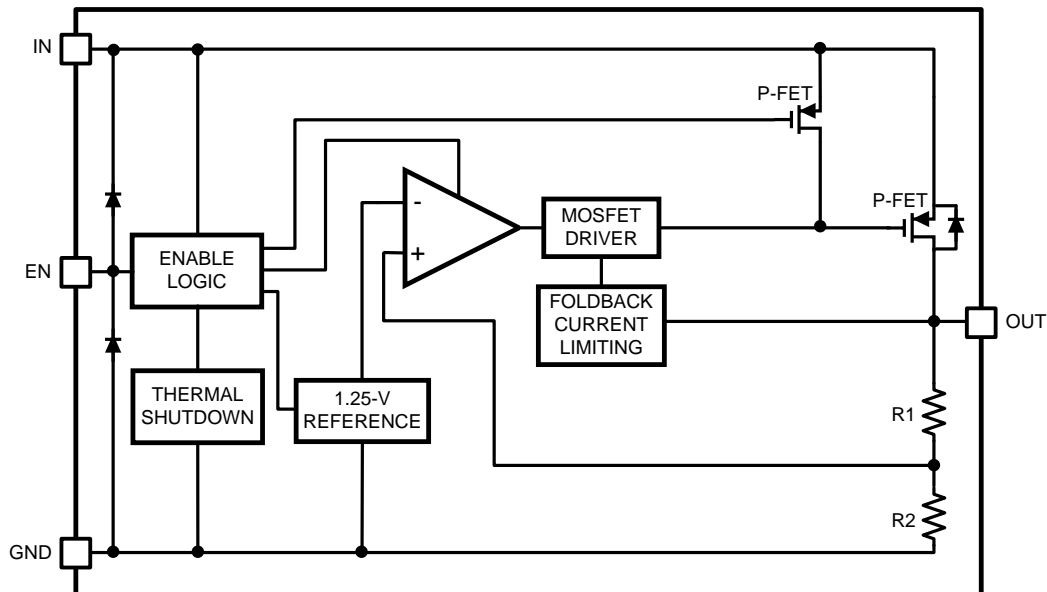 IN
P-FET
P-FET
-
+
MOSFET
DRIVER
EN
ENABLE
LOGIC
FOLDBACK
CURRENT
LIMITING
OUT
THERMAL
SHUTDOWN
1.25-V
REFERENCE
R1
R2
GND